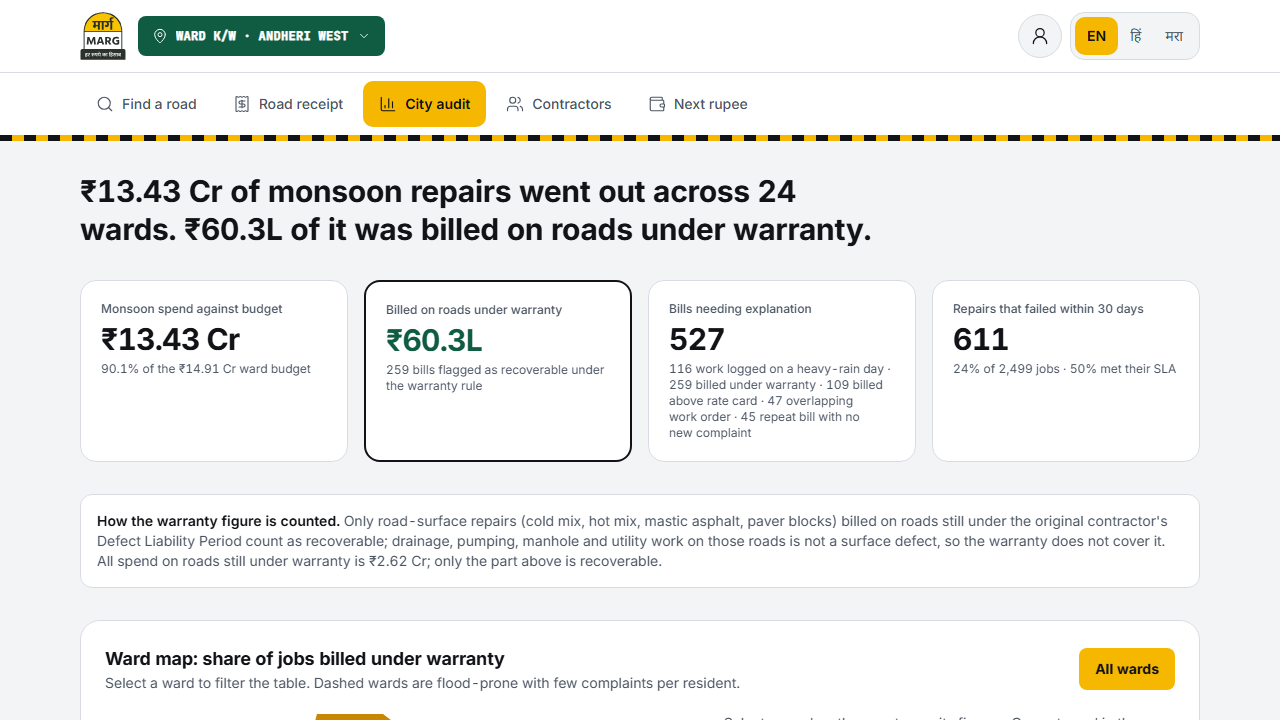 मार्ग
MARG
हर रुपये का हिसाब
WARD K/W · ANDHERI WEST
EN
हिं
मरा
Find a road
Road receipt
City audit
Contractors
Next rupee
₹13.43 Cr of monsoon repairs went out across 24
wards. ₹60.3L of it was billed on roads under warranty.
Monsoon spend against budget
₹13.43 Cr
90.1% of the ₹14.91 Cr ward budget
Billed on roads under warranty
₹60.3L
259 bills flagged as recoverable under
the warranty rule
Bills needing explanation
527
116 work logged on a heavy-rain day ·
259 billed under warranty · 109 billed
above rate card · 47 overlapping
work order · 45 repeat bill with no
new complaint
Repairs that failed within 30 days
611
24% of 2,499 jobs · 50% met their SLA
How the warranty figure is counted. Only road-surface repairs (cold mix, hot mix, mastic asphalt, paver blocks) billed on roads still under the original contractor's
Defect Liability Period count as recoverable; drainage, pumping, manhole and utility work on those roads is not a surface defect, so the warranty does not cover it.
All spend on roads still under warranty is ₹2.62 Cr; only the part above is recoverable.
Ward map: share of jobs billed under warranty
Select a ward to filter the table. Dashed wards are flood-prone with few complaints per resident.
All wards